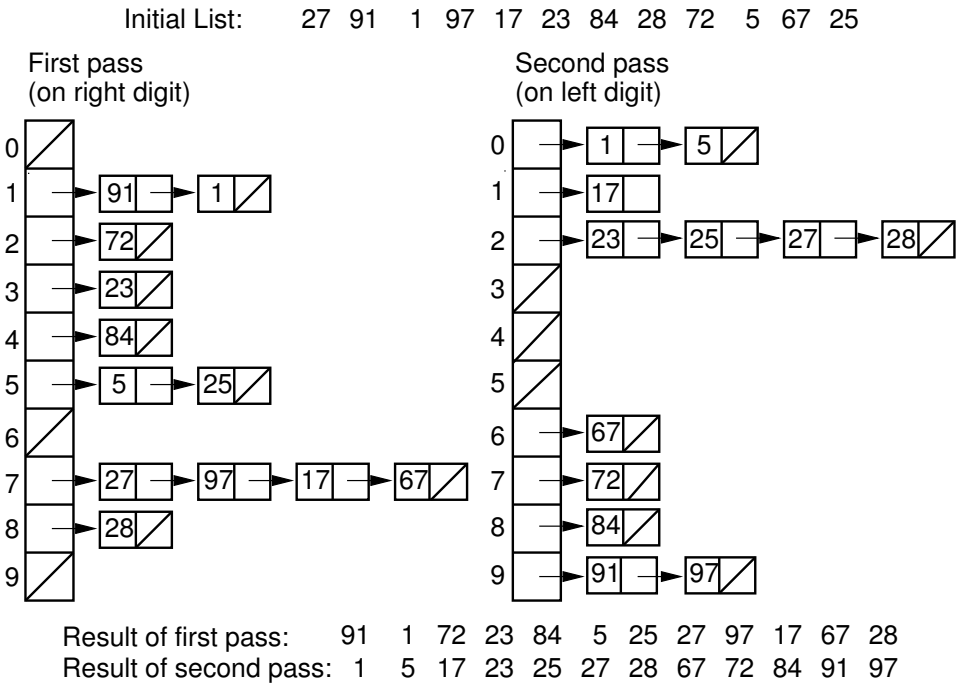 Initial List: 27 91 1 97 17 23 84 28 72 5 67 25
First pass
(on right digit)
0
1 91 1
2 72
3 23
4 84
5 5 25
6
7 27 97 17 67
8 28
9
Second pass
(on left digit)
0 1 5
1 17
2 23 25 27 28
3
4
5
6 67
7 72
8 84
9 91 97
Result of first pass: 91 1 72 23 84 5 25 27 97 17 67 28
Result of second pass: 1 5 17 23 25 27 28 67 72 84 91 97